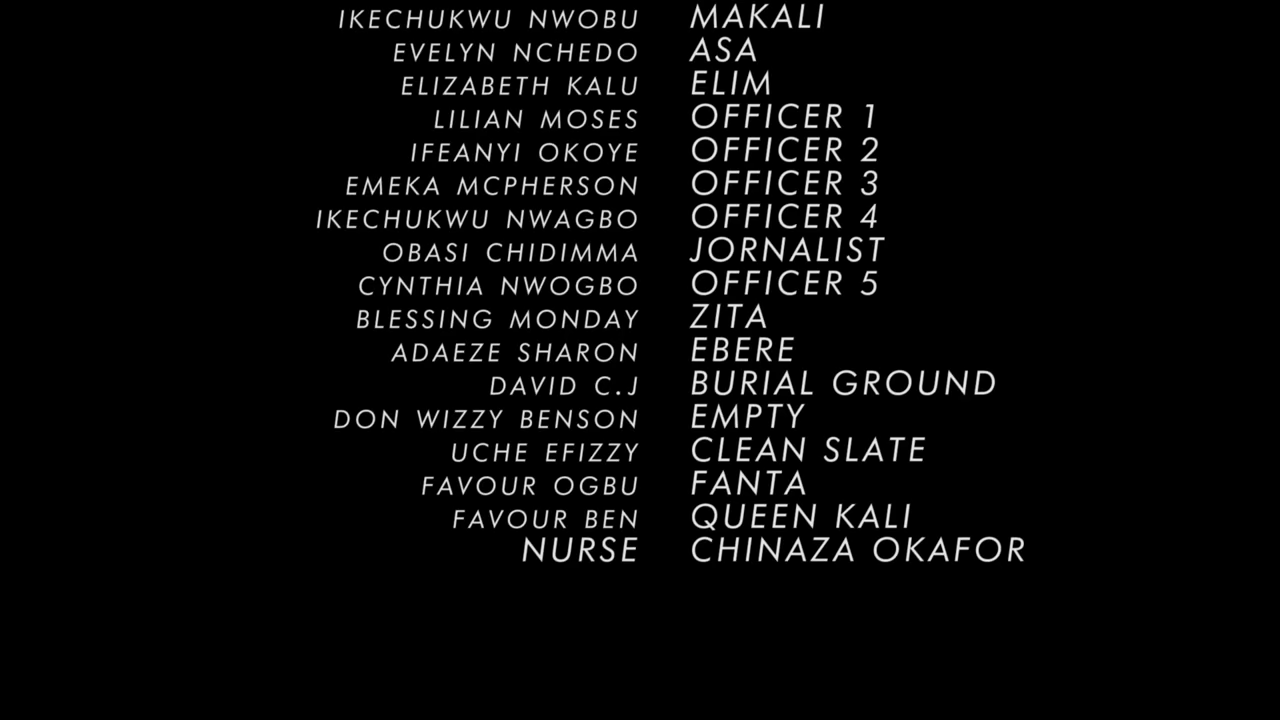 IKECHUKWU NWOBU MAKALI
EVELYN NCHEDO ASA
ELIZABETH KALU ELIM
LILIAN MOSES OFFICER 1
IFEANYI OKOYE OFFICER 2
EMEKA MCPHERSON OFFICER 3
IKECHUKWU NWAGBO OFFICER 4
OBASI CHIDIMMA JORNALIST
CYNTHIA NWOGBO OFFICER 5
BLESSING MONDAY ZITA
ADAEZE SHARON EBERE
DAVID C.J BURIAL GROUND
DON WIZZY BENSON EMPTY
UCHE EFIZZY CLEAN SLATE
FAVOUR OGBU FANTA
FAVOUR BEN QUEEN KALI
NURSE CHINAZA OKAFOR